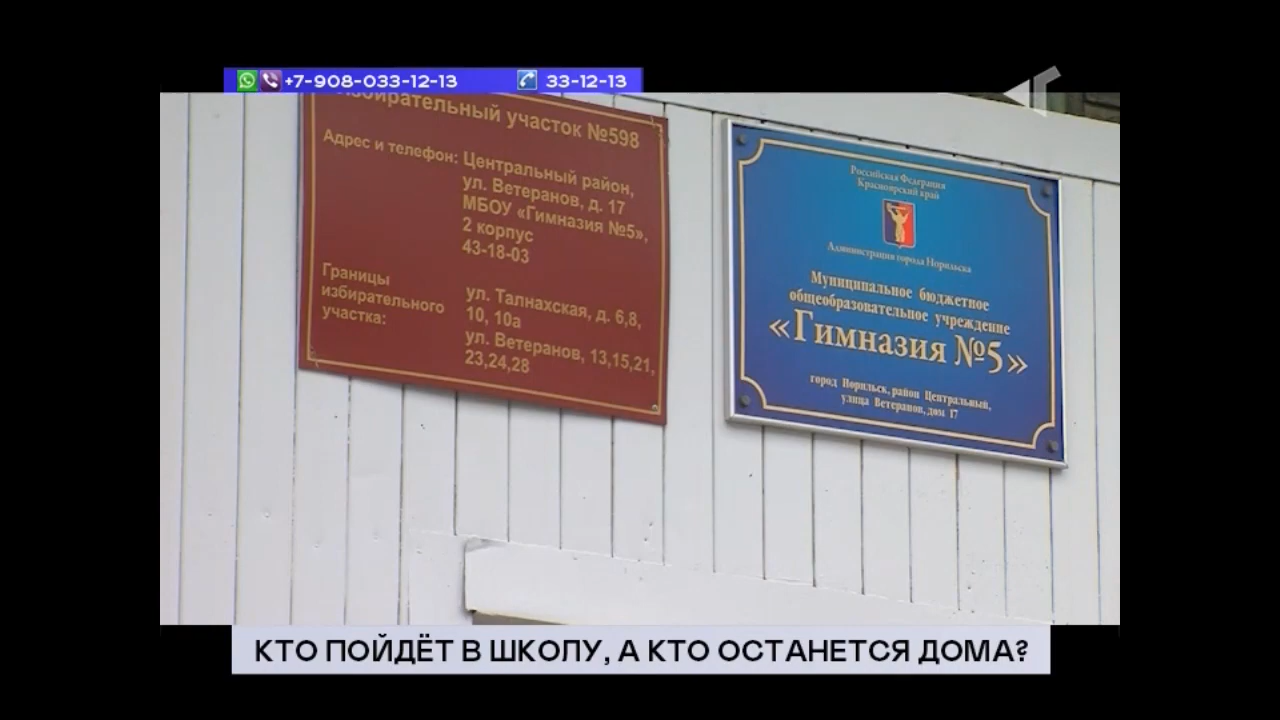 +7-908-033-12-13
33-12-13
Избирательный участок №598
Адрес и телефон: Центральный район,
ул. Ветеранов, д. 17
МБОУ «Гимназия №5»,
2 корпус
43-18-03
Границы
избирательного
участка:
ул. Талнахская, д. 6,8,
10, 10а
ул. Ветеранов, 13,15,21,
23,24,28
Российская Федерация
Красноярский край
Администрация города Норильска
Муниципальное бюджетное
общеобразовательное учреждение
«Гимназия №5»
город Норильск, район Центральный,
улица Ветеранов, дом 17
КТО ПОЙДЁТ В ШКОЛУ, А КТО ОСТАНЕТСЯ ДОМА?